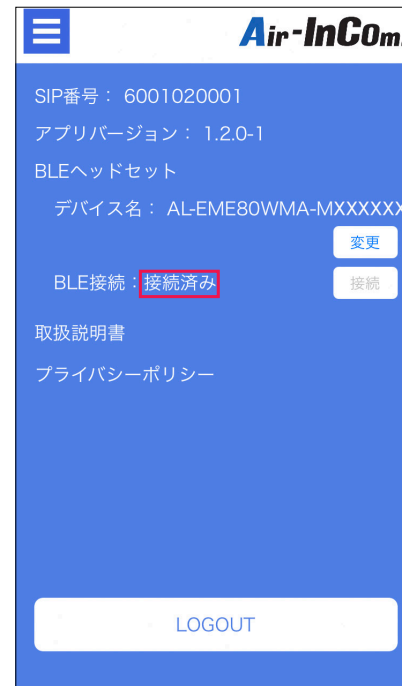 Air-InCom
SIP番号： 6001020001
アプリバージョン： 1.2.0-1
BLEヘッドセット
デバイス名： AL-EME80WMA-MXXXXXX
変更
BLE接続：接続済み
接続
取扱説明書
プライバシーポリシー
LOGOUT